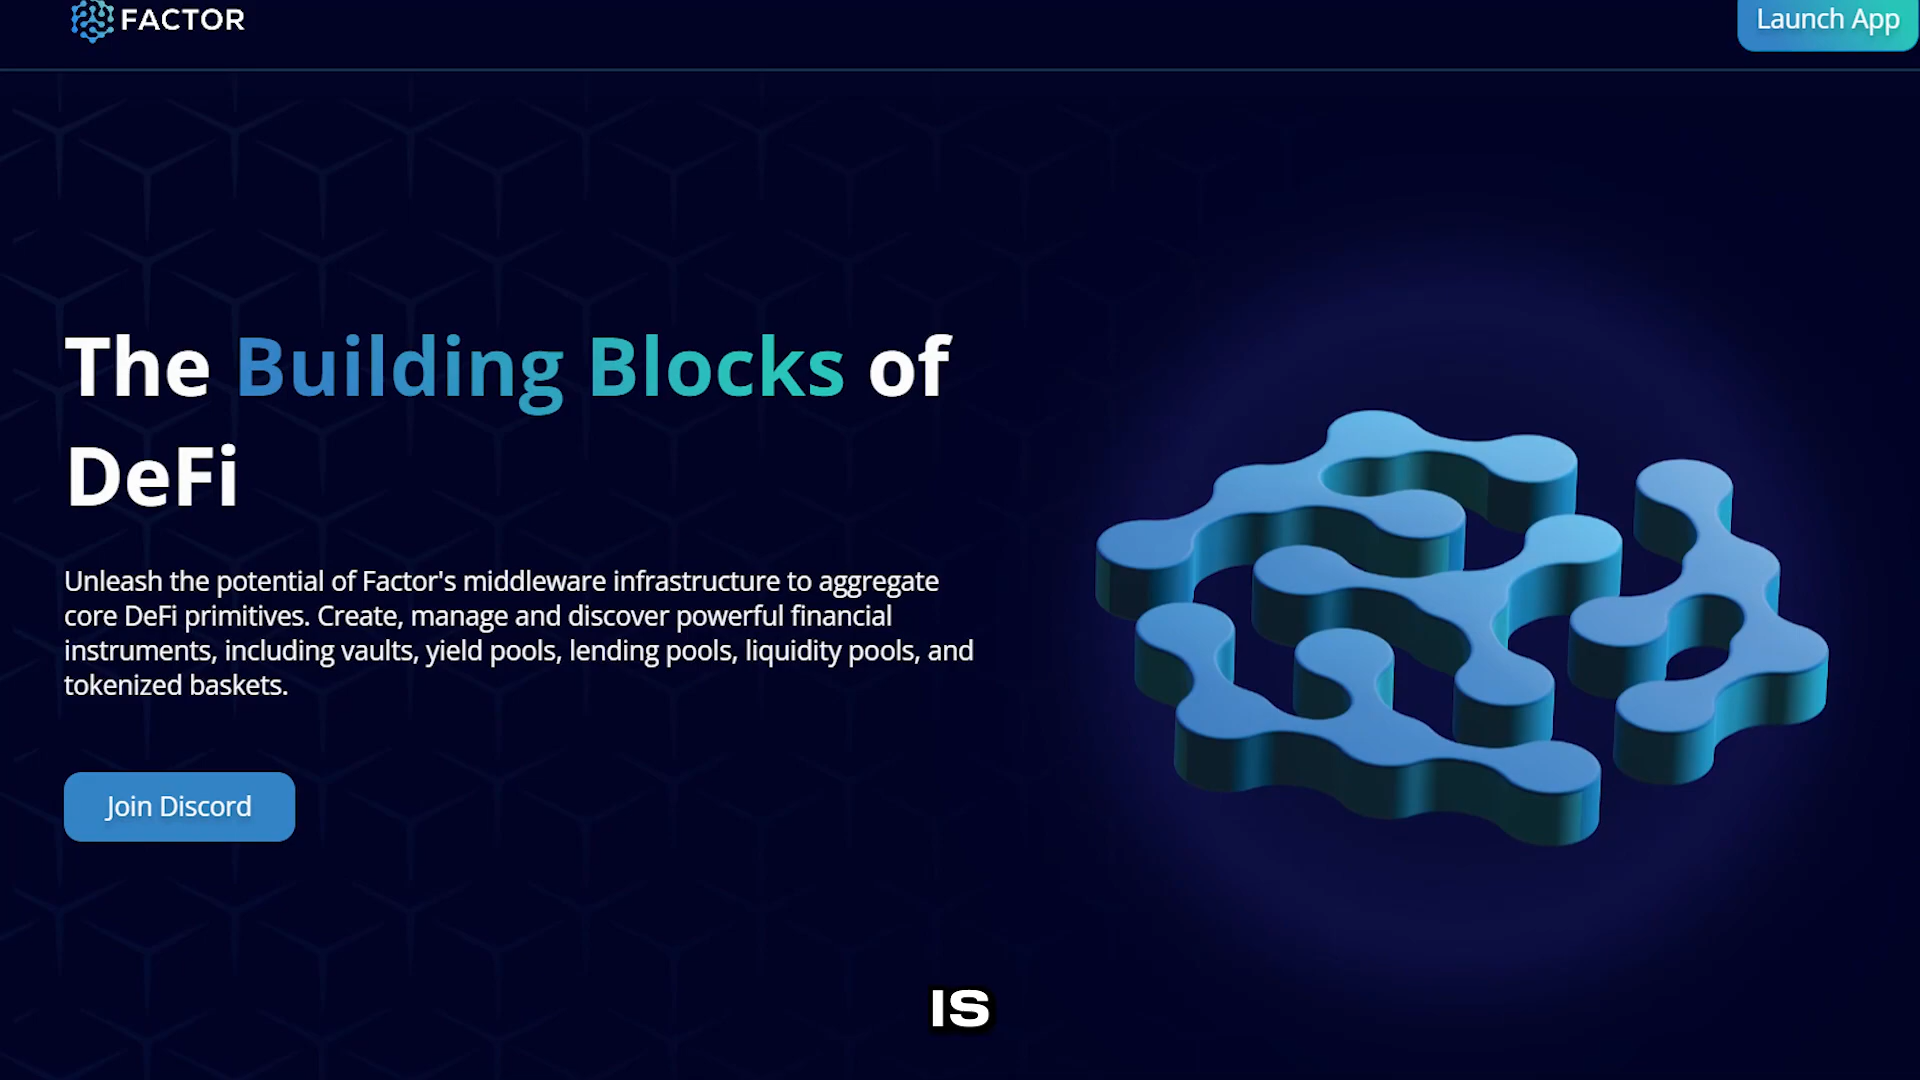 FACTOR
Launch App
The Building Blocks of
DeFi
Unleash the potential of Factor's middleware infrastructure to aggregate
core DeFi primitives. Create, manage and discover powerful financial
instruments, including vaults, yield pools, lending pools, liquidity pools, and
tokenized baskets.
Join Discord
IS